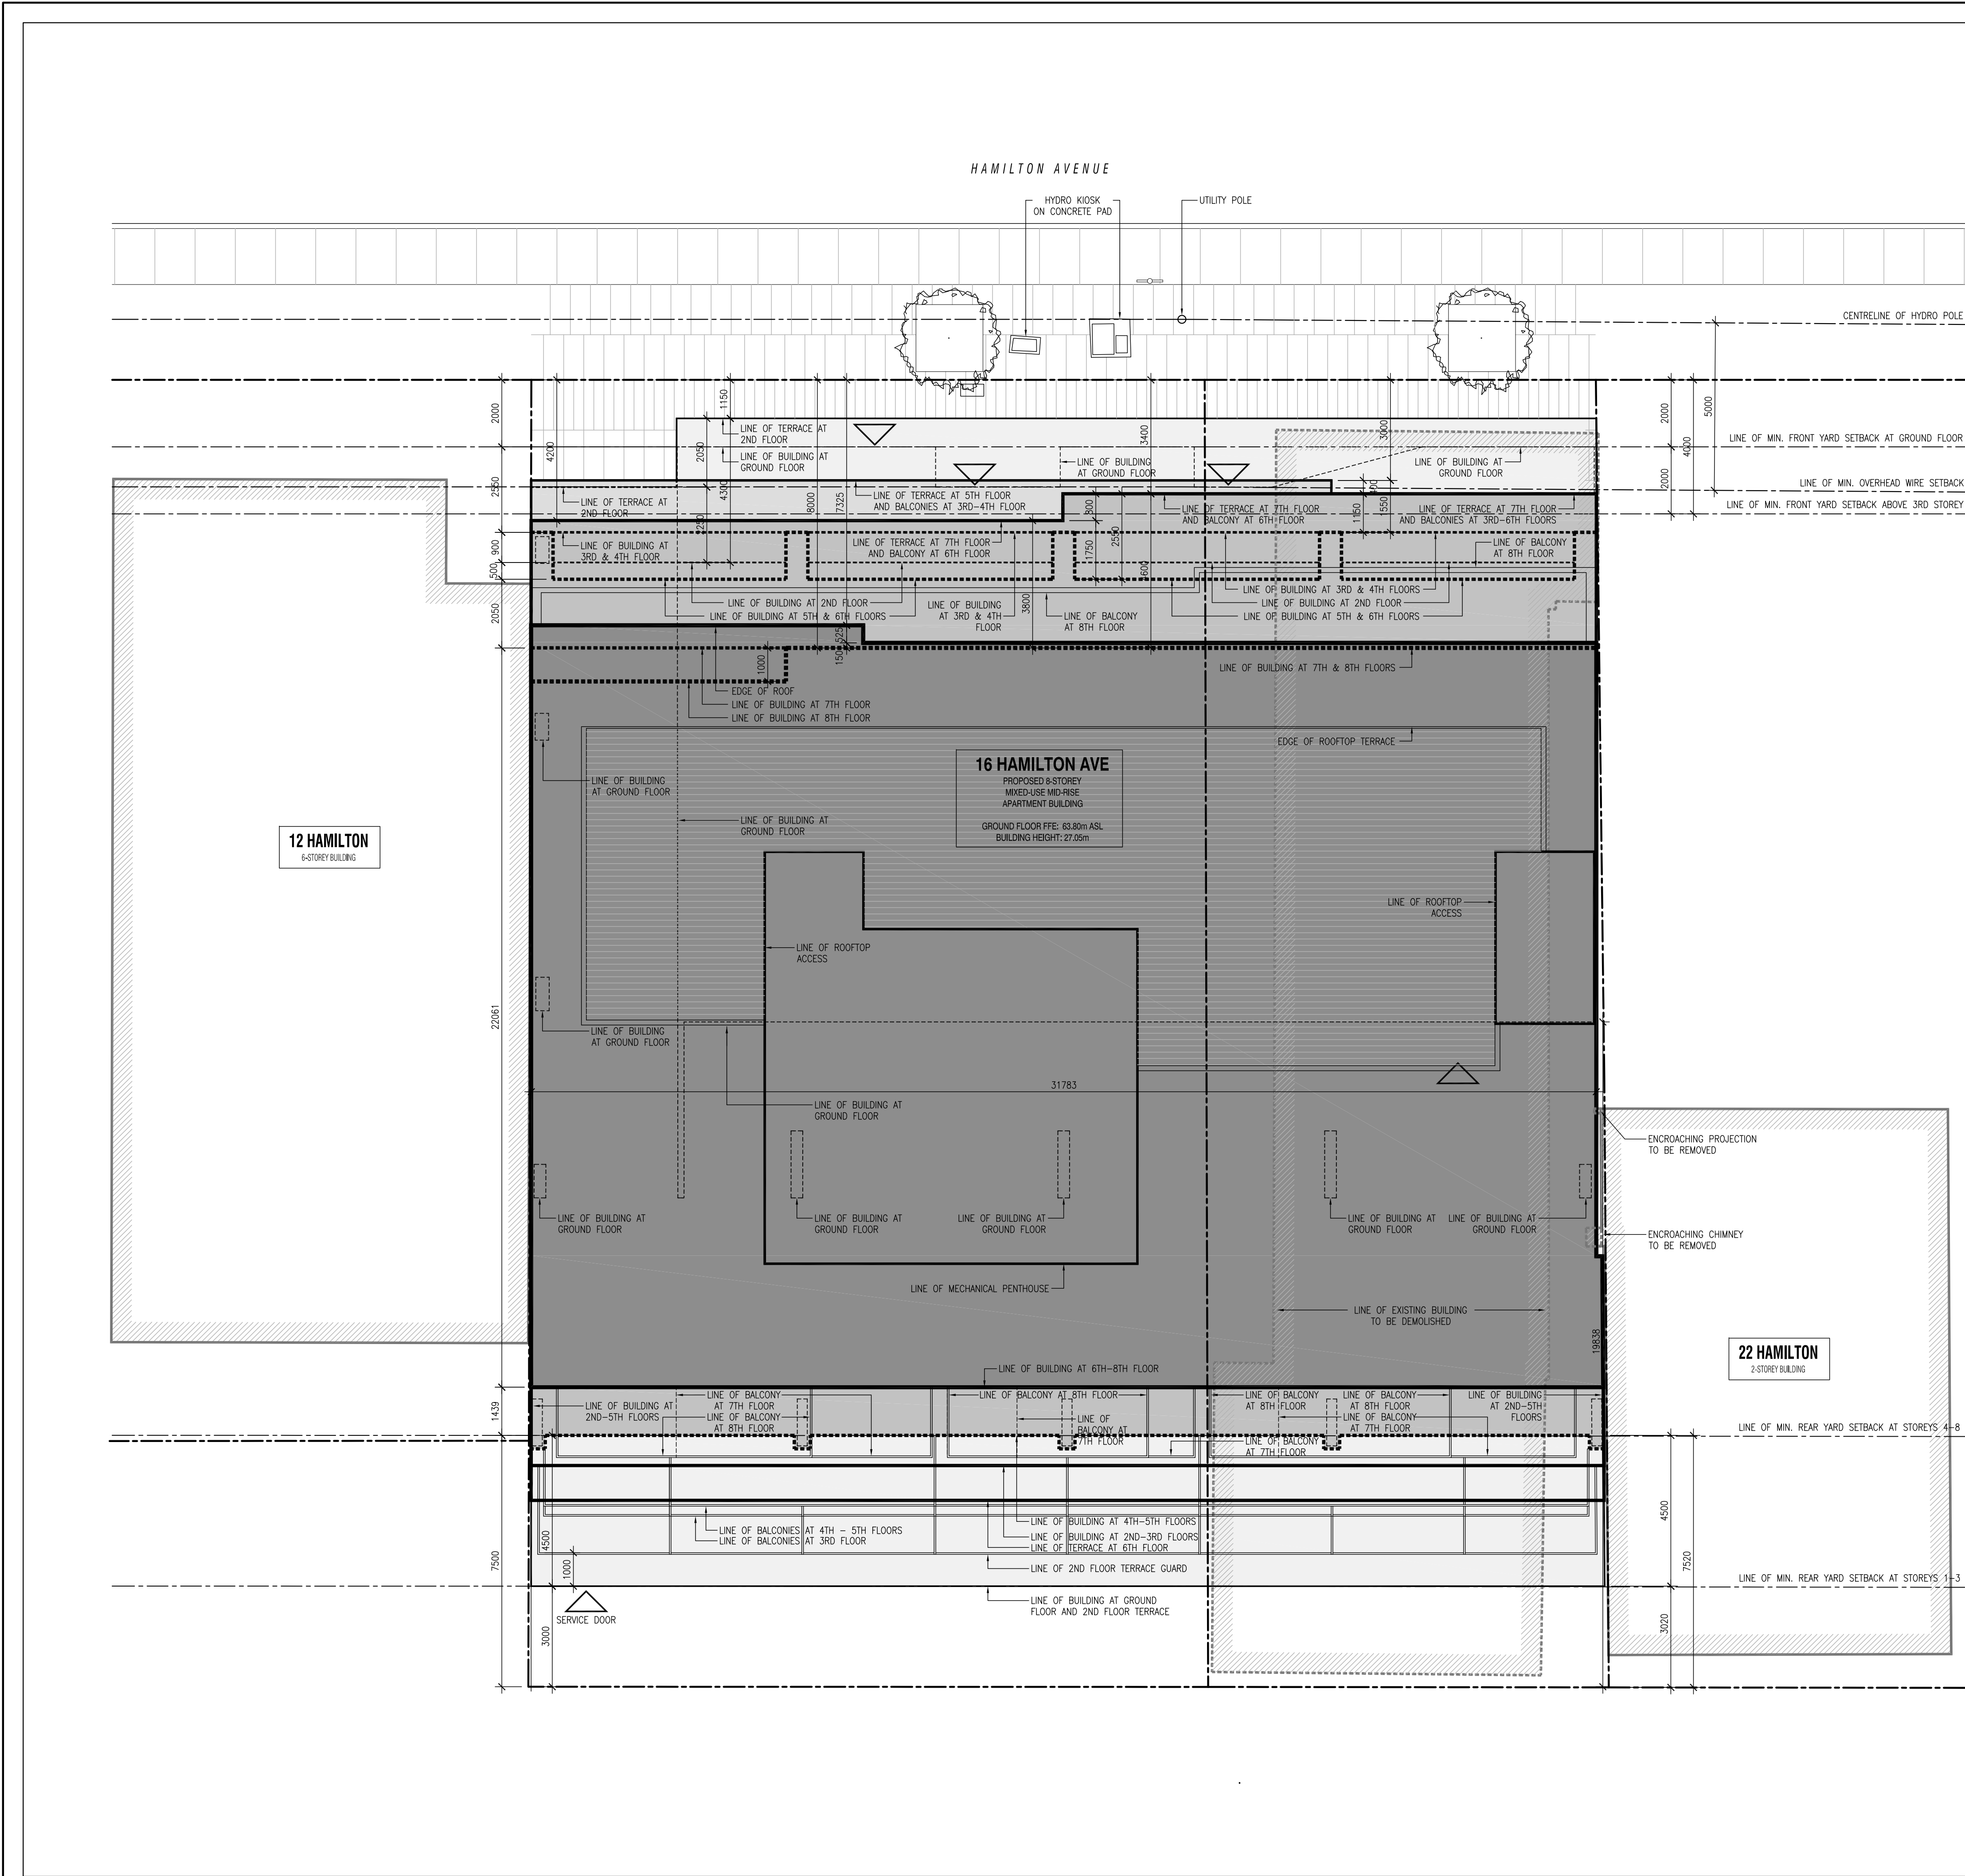 HAMILTON AVENUE
HYDRO KIOSK
ON CONCRETE PAD
UTILITY POLE
CENTRELINE OF HYDRO POLE
2000
4200
1150
8000
7325
3400
3000
2000
4000
5000
LINE OF TERRACE AT
2ND FLOOR
LINE OF BUILDING AT
GROUND FLOOR
2050
4300
2250
LINE OF BUILDING
AT GROUND FLOOR
LINE OF BUILDING AT
GROUND FLOOR
LINE OF MIN. FRONT YARD SETBACK AT GROUND FLOOR
2550
LINE OF TERRACE AT
2ND FLOOR
LINE OF TERRACE AT 5TH FLOOR
AND BALCONIES AT 3RD-4TH FLOOR
800
2550
1750
LINE OF TERRACE AT 7TH FLOOR
AND BALCONY AT 6TH FLOOR
1150
1550
LINE OF TERRACE AT 7TH FLOOR
AND BALCONIES AT 3RD-6TH FLOORS
2000
LINE OF MIN. OVERHEAD WIRE SETBACK
LINE OF MIN. FRONT YARD SETBACK ABOVE 3RD STOREY
900
LINE OF BUILDING AT
3RD & 4TH FLOOR
LINE OF TERRACE AT 7TH FLOOR
AND BALCONY AT 6TH FLOOR
LINE OF BALCONY
AT 8TH FLOOR
500
2050
LINE OF BUILDING AT 2ND FLOOR
LINE OF BUILDING AT 5TH & 6TH FLOORS
LINE OF BUILDING
AT 3RD & 4TH
FLOOR
3800
LINE OF BALCONY
AT 8TH FLOOR
LINE OF BUILDING AT 3RD & 4TH FLOORS
LINE OF BUILDING AT 2ND FLOOR
LINE OF BUILDING AT 5TH & 6TH FLOORS
525
1000
LINE OF BUILDING AT 7TH & 8TH FLOORS
EDGE OF ROOF
LINE OF BUILDING AT 7TH FLOOR
LINE OF BUILDING AT 8TH FLOOR
EDGE OF ROOFTOP TERRACE
16 HAMILTON AVE
PROPOSED 8-STOREY
MIXED-USE MID-RISE
APARTMENT BUILDING
GROUND FLOOR FFE: 63.80m ASL
BUILDING HEIGHT: 27.05m
LINE OF BUILDING
AT GROUND FLOOR
LINE OF BUILDING AT
GROUND FLOOR
12 HAMILTON
6-STOREY BUILDING
LINE OF ROOFTOP
ACCESS
LINE OF ROOFTOP
ACCESS
22061
LINE OF BUILDING
AT GROUND FLOOR
31783
LINE OF BUILDING AT
GROUND FLOOR
ENCROACHING PROJECTION
TO BE REMOVED
LINE OF BUILDING AT
GROUND FLOOR
LINE OF BUILDING AT
GROUND FLOOR
LINE OF BUILDING AT
GROUND FLOOR
LINE OF BUILDING AT
GROUND FLOOR
LINE OF BUILDING AT
GROUND FLOOR
ENCROACHING CHIMNEY
TO BE REMOVED
LINE OF MECHANICAL PENTHOUSE
LINE OF EXISTING BUILDING
TO BE DEMOLISHED
19838
22 HAMILTON
2-STOREY BUILDING
LINE OF BUILDING AT 6TH-8TH FLOOR
1439
LINE OF BUILDING AT
2ND-5TH FLOORS
LINE OF BALCONY
AT 7TH FLOOR
LINE OF BALCONY
AT 8TH FLOOR
LINE OF BALCONY AT 8TH FLOOR
LINE OF
BALCONY AT
7TH FLOOR
LINE OF BALCONY
AT 8TH FLOOR
LINE OF BALCONY
AT 7TH FLOOR
LINE OF BALCONY
AT 8TH FLOOR
LINE OF BALCONY
AT 7TH FLOOR
LINE OF BUILDING
AT 2ND-5TH
FLOORS
LINE OF MIN. REAR YARD SETBACK AT STOREYS 4-8
7500
4500
1000
LINE OF BALCONIES AT 4TH - 5TH FLOORS
LINE OF BALCONIES AT 3RD FLOOR
LINE OF BUILDING AT 4TH-5TH FLOORS
LINE OF BUILDING AT 2ND-3RD FLOORS
LINE OF TERRACE AT 6TH FLOOR
LINE OF 2ND FLOOR TERRACE GUARD
4500
7520
LINE OF MIN. REAR YARD SETBACK AT STOREYS 1-3
LINE OF BUILDING AT GROUND
FLOOR AND 2ND FLOOR TERRACE
SERVICE DOOR
3000
3020